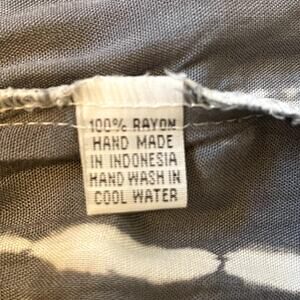 100% RAYON
HAND MADE
IN INDONESIA
HAND WASH IN
COOL WATER